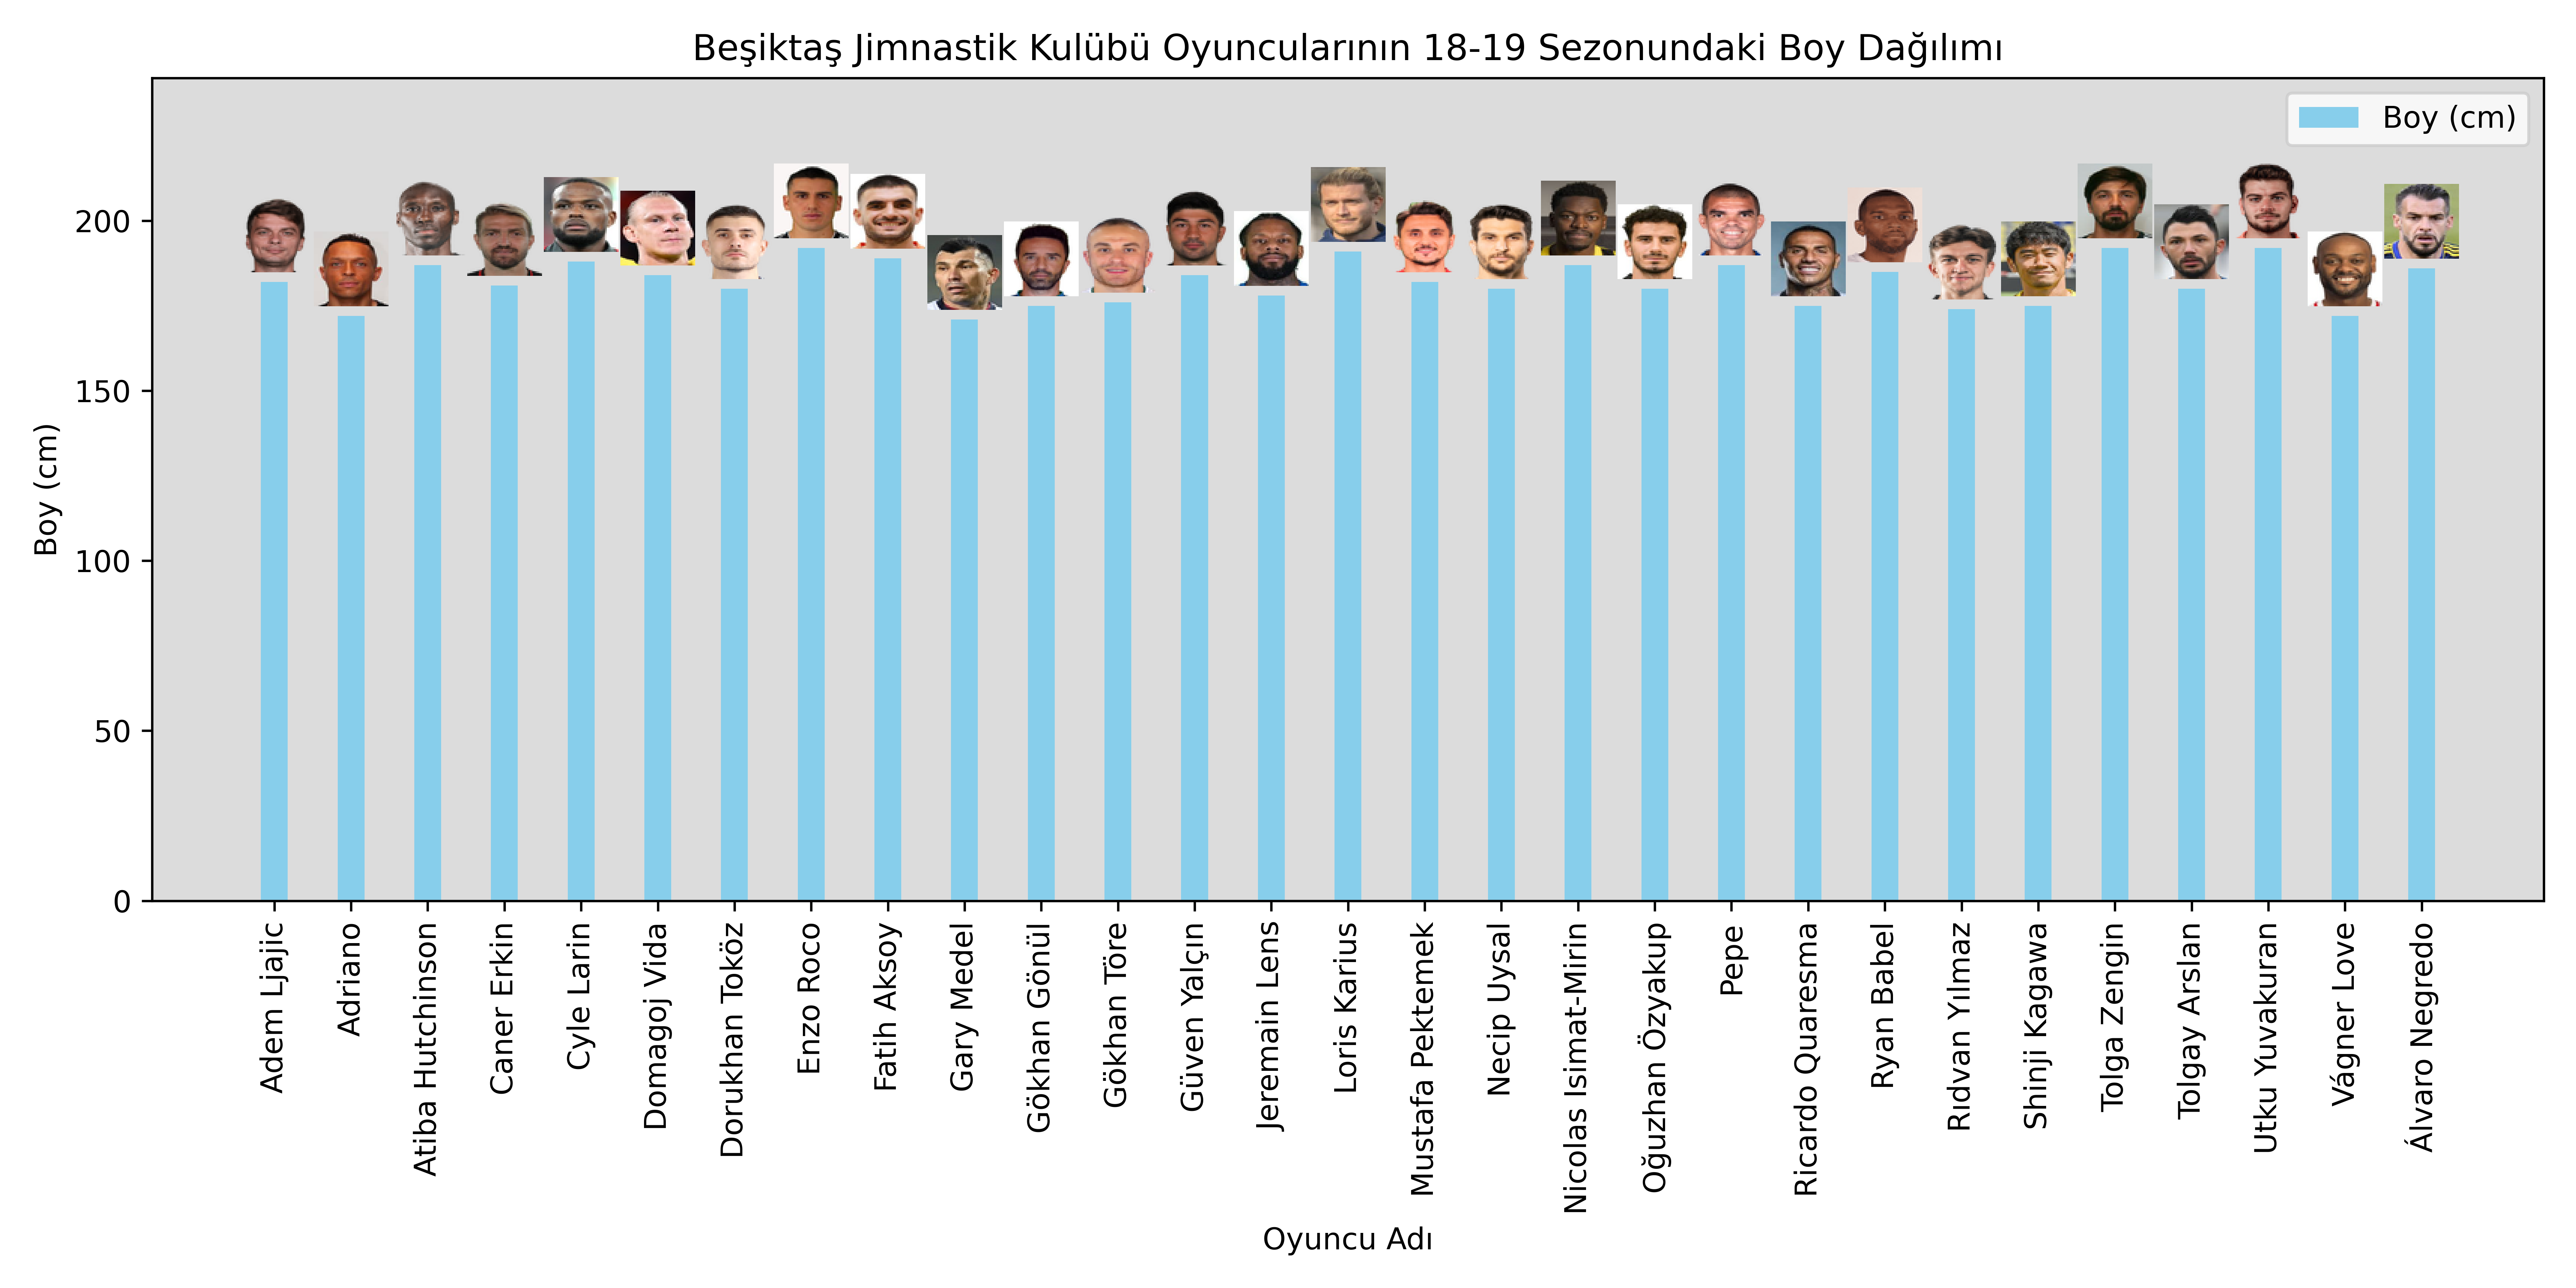 Beşiktaş Jimnastik Kulübü Oyuncularının 18-19 Sezonundaki Boy Dağılımı
Boy (cm)
Boy (cm)
200
150
100
50
0
Adem Ljajic
Adriano
Atiba Hutchinson
Caner Erkin
Cyle Larin
Domagoj Vida
Dorukhan Toköz
Enzo Roco
Fatih Aksoy
Gary Medel
Gökhan Gönül
Gökhan Töre
Güven Yalçın
Jeremain Lens
Loris Karius
Mustafa Pektemek
Necip Uysal
Nicolas Isimat-Mirin
Oğuzhan Özyakup
Pepe
Ricardo Quaresma
Ryan Babel
Rıdvan Yılmaz
Shinji Kagawa
Tolga Zengin
Tolgay Arslan
Utku Yuvakuran
Vágner Love
Álvaro Negredo
Oyuncu Adı